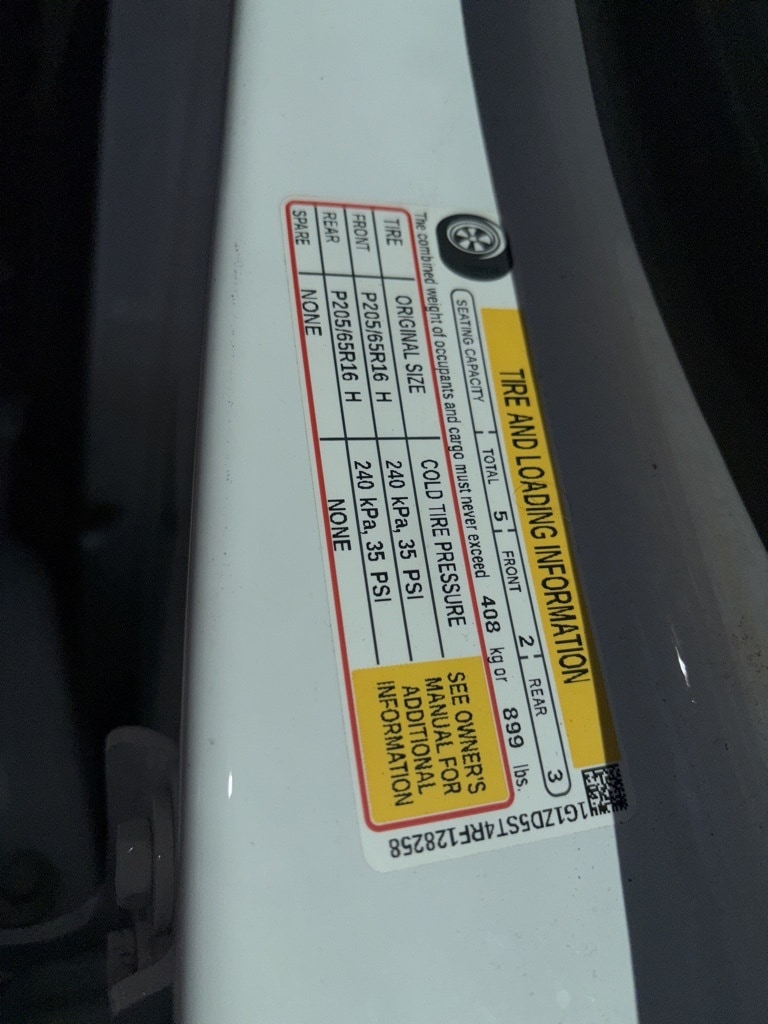 TIRE AND LOADING INFORMATION
SEATING CAPACITY TOTAL 5 FRONT 2 REAR 3
The combined weight of occupants and cargo must never exceed 408 kg or 899 lbs.
TIRE ORIGINAL SIZE COLD TIRE PRESSURE
FRONT P205/65R16 H 240 kPa, 35 PSI
REAR P205/65R16 H 240 kPa, 35 PSI
SPARE NONE NONE
SEE OWNER'S
MANUAL FOR
ADDITIONAL
INFORMATION
1G1ZD5ST4RF128258